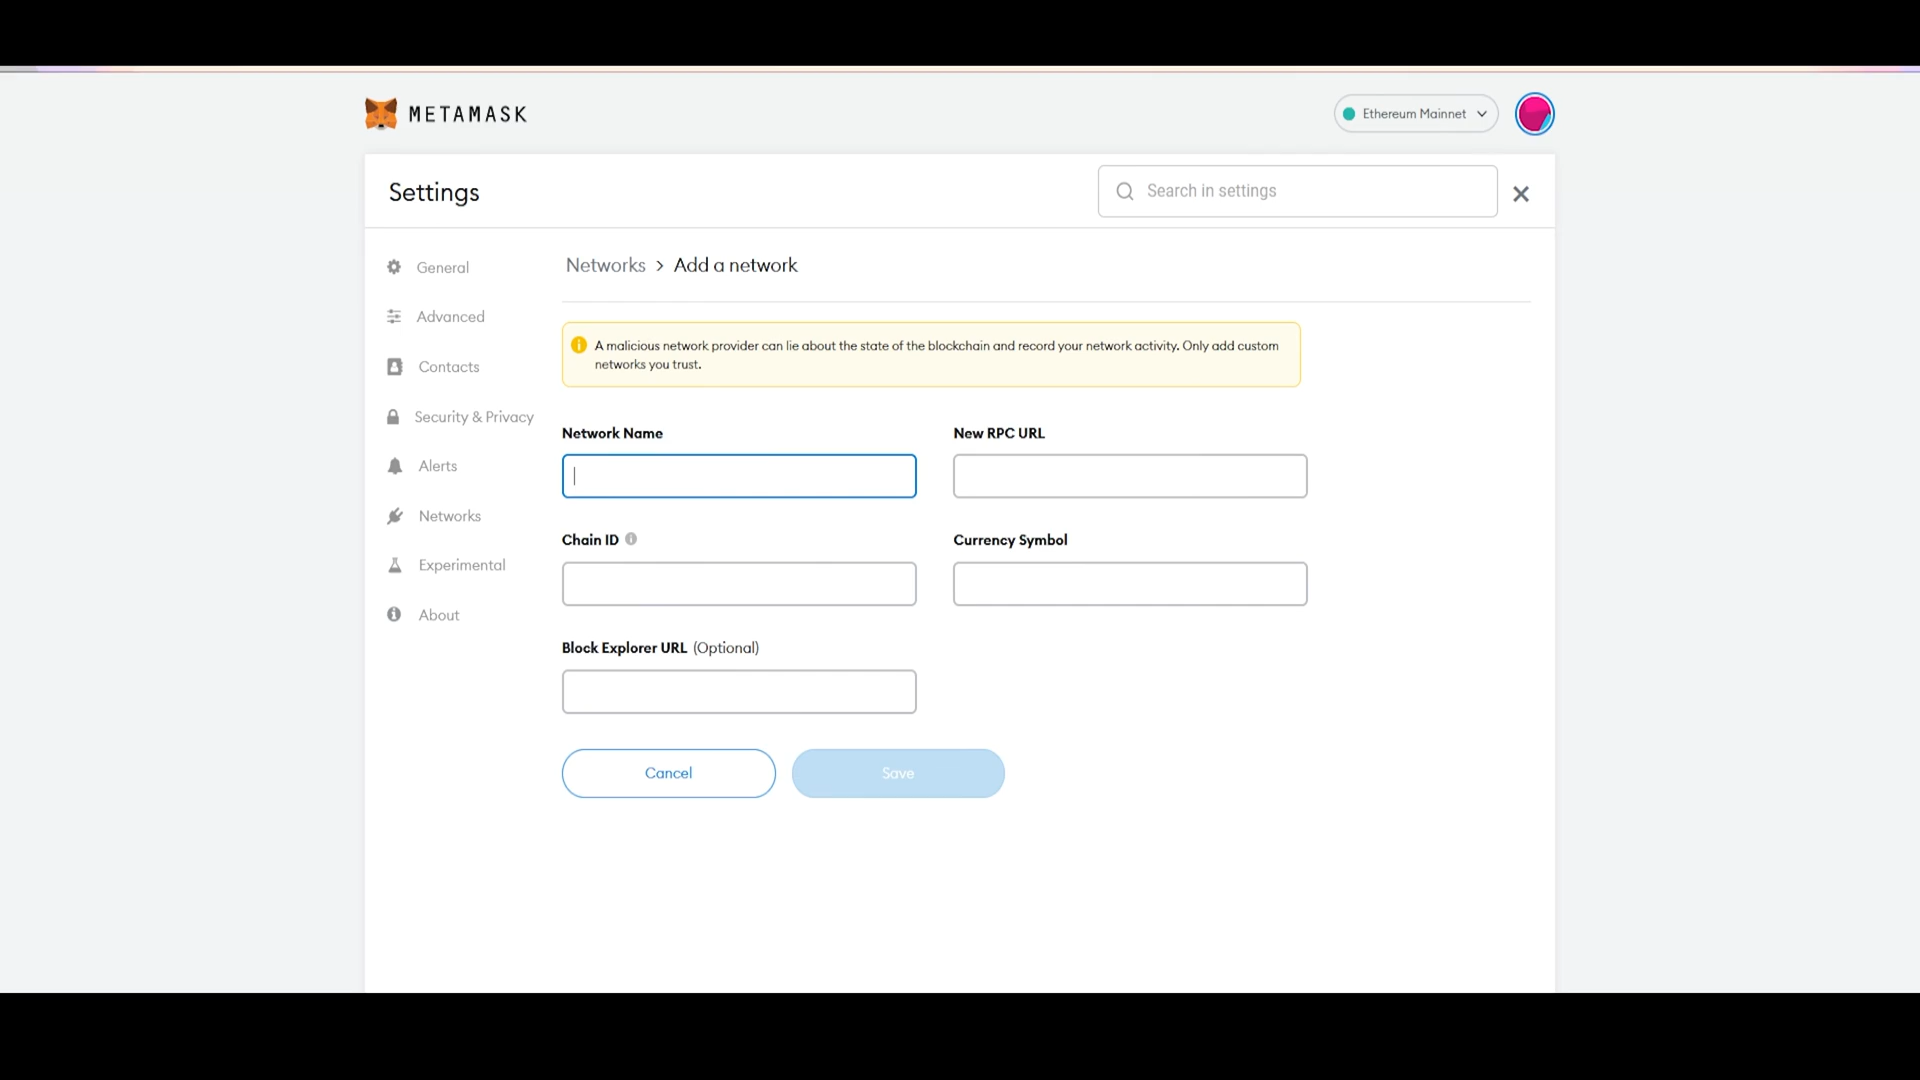 METAMASK
Ethereum Mainnet
Settings
Search in settings
General
Advanced
Contacts
Security & Privacy
Alerts
Networks
Experimental
About
Networks > Add a network
A malicious network provider can lie about the state of the blockchain and record your network activity. Only add custom
networks you trust.
Network Name
New RPC URL
Chain ID
Currency Symbol
Block Explorer URL (Optional)
Cancel
Save